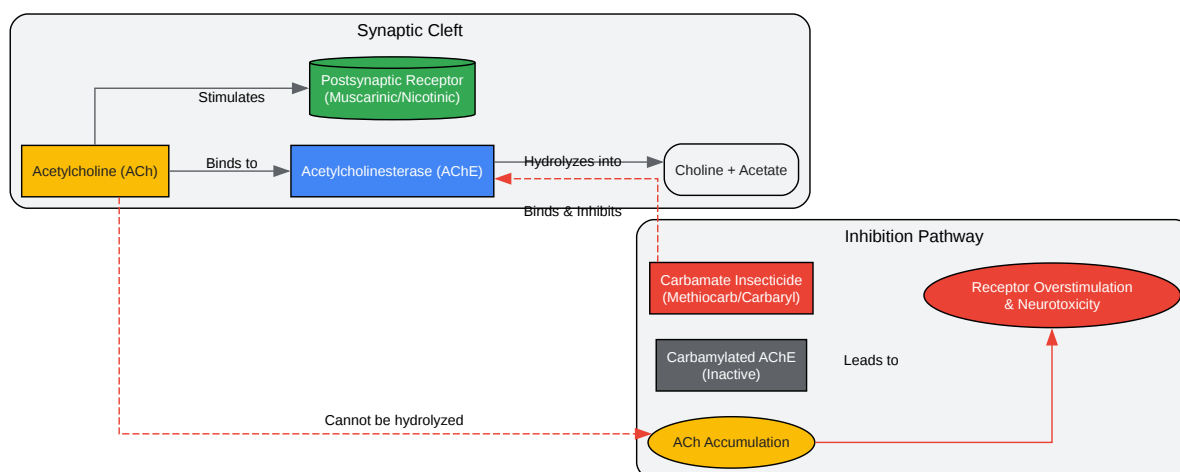 Synaptic Cleft
Postsynaptic Receptor
(Muscarinic/Nicotinic)
Stimulates
Acetylcholine (ACh)
Binds to
Acetylcholinesterase (AChE)
Hydrolyzes into
Choline + Acetate
Binds & Inhibits
Inhibition Pathway
Carbamate Insecticide
(Methiocarb/Carbaryl)
Receptor Overstimulation
& Neurotoxicity
Carbamylated AChE
(Inactive)
Leads to
Cannot be hydrolyzed
ACh Accumulation